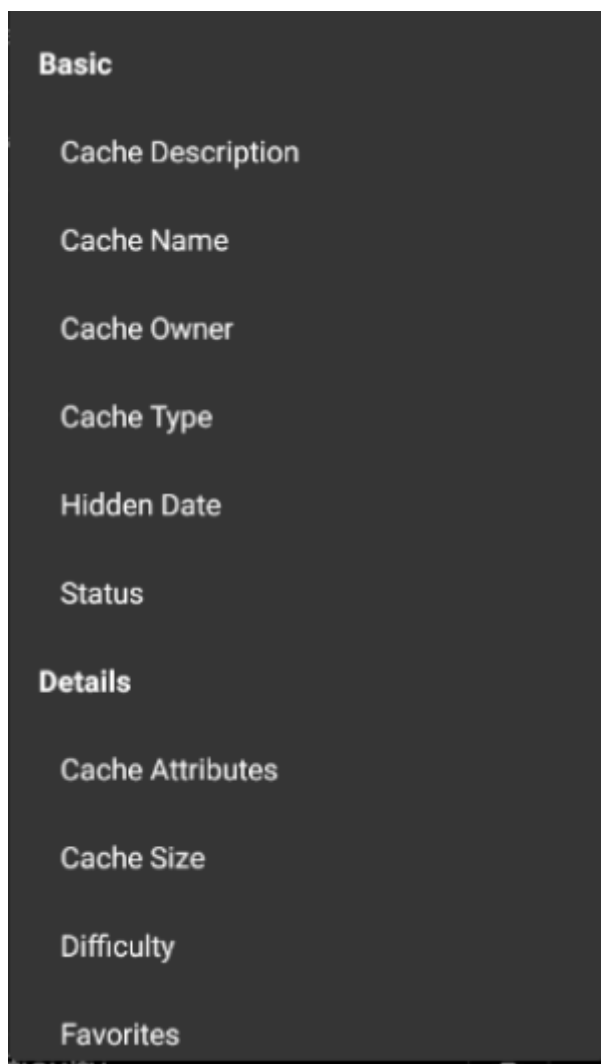 Basic
Cache Description
Cache Name
Cache Owner
Cache Type
Hidden Date
Status
Details
Cache Attributes
Cache Size
Difficulty
Favorites